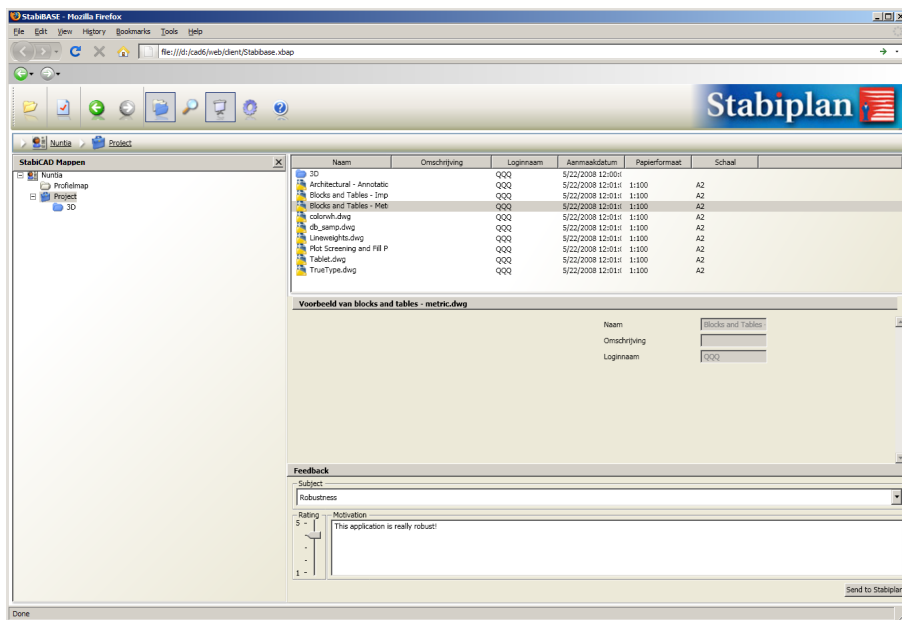 StabiBASE - Mozilla Firefox
File Edit View History Bookmarks Tools Help
file:///d:/cad6/web/client/Stabibase.xbap
Stabiplan
Nuntia Project
StabiCAD Mappen X
Nuntia
Profielmap
Project
3D
Naam Omschrijving Loginnaam Aanmaakdatum Papierformaat Schaal
3D QQQ 5/22/2008 12:00:(
Architectural - Annotatic QQQ 5/22/2008 12:01:( 1:100 A2
Blocks and Tables - Imp QQQ 5/22/2008 12:01:( 1:100 A2
Blocks and Tables - Met QQQ 5/22/2008 12:01:( 1:100 A2
colorwh.dwg QQQ 5/22/2008 12:01:( 1:100 A2
db_samp.dwg QQQ 5/22/2008 12:01:( 1:100 A2
Lineweights.dwg QQQ 5/22/2008 12:01:( 1:100 A2
Plot Screening and Fill P QQQ 5/22/2008 12:01:( 1:100 A2
Tablet.dwg QQQ 5/22/2008 12:01:( 1:100 A2
TrueType.dwg QQQ 5/22/2008 12:01:( 1:100 A2
Voorbeeld van blocks and tables - metric.dwg
Naam Blocks and Tables -
Omschrijving
Loginnaam QQQ
Feedback
Subject
Robustness
Rating Motivation
5 - This application is really robust!
1 -
Send to Stabiplan
Done